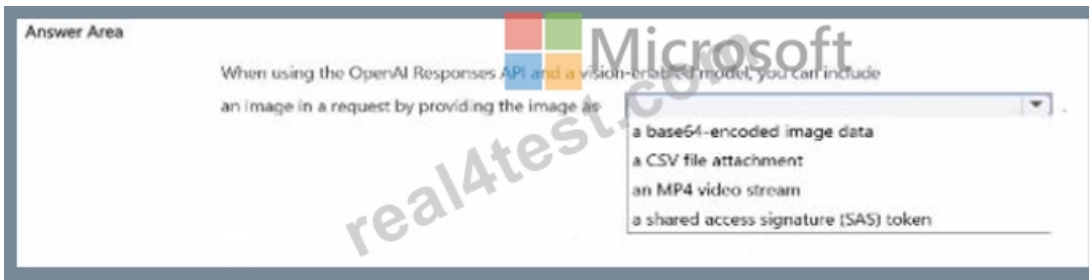 Answer Area
Microsoft
When using the OpenAI Responses API and a vision-enabled model, you can include
an image in a request by providing the image as
.
a base64-encoded image data
a CSV file attachment
an MP4 video stream
a shared access signature (SAS) token
real4test.com